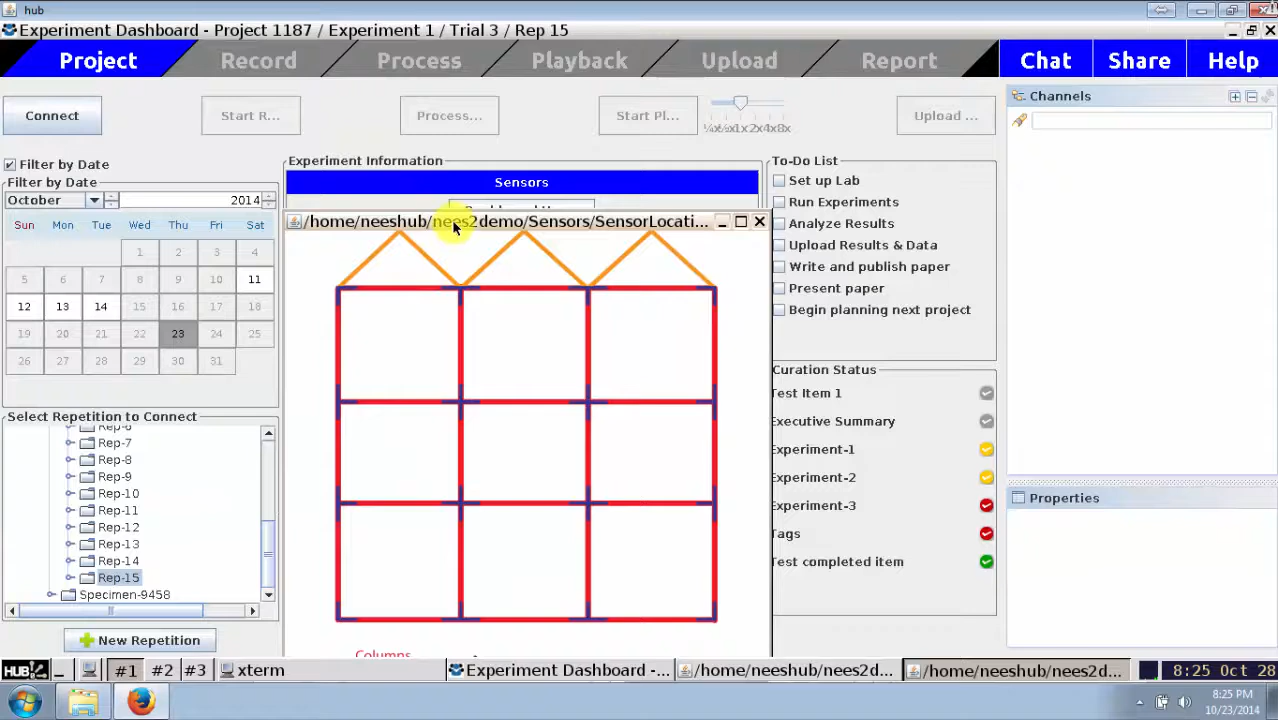 hub
Experiment Dashboard - Project 1187 / Experiment 1 / Trial 3 / Rep 15
Project
Record
Process
Playback
Upload
Report
Chat
Share
Help
Connect
Start R...
Process...
Start Pl...
Upload ...
Filter by Date
Filter by Date
October
2014
Sun Mon Tue Wed Thu Fri Sat
1 2 3 4
5 6 7 8 9 10 11
12 13 14 15 16 17 18
19 20 21 22 23 24 25
26 27 28 29 30 31
Select Repetition to Connect
Rep-6
Rep-7
Rep-8
Rep-9
Rep-10
Rep-11
Rep-12
Rep-13
Rep-14
Rep-15
Specimen-9458
New Repetition
Experiment Information
Sensors
/home/neeshub/nees2demo/Sensors/SensorLocati...
Columns
To-Do List
Set up Lab
Run Experiments
Analyze Results
Upload Results & Data
Write and publish paper
Present paper
Begin planning next project
Curation Status
Test Item 1
Executive Summary
Experiment-1
Experiment-2
Experiment-3
Tags
Test completed item
Channels
Properties
HUB
#1 #2 #3
xterm
Experiment Dashboard -...
/home/neeshub/nees2d...
/home/neeshub/nees2d...
8:25 Oct 28
8:25 PM
10/23/2014